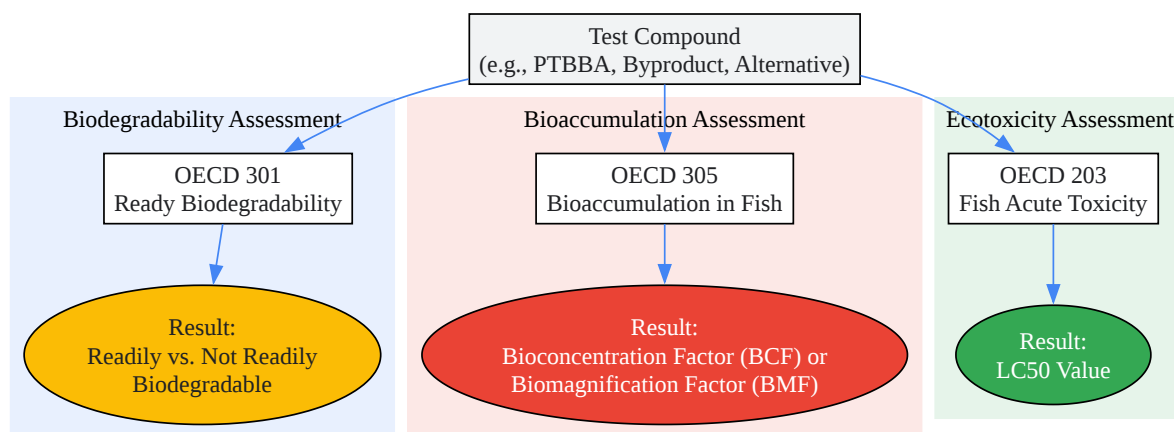 Test Compound
(e.g., PTBBA, Byproduct, Alternative)
Biodegradability Assessment
Bioaccumulation Assessment
Ecotoxicity Assessment
OECD 301
Ready Biodegradability
OECD 305
Bioaccumulation in Fish
OECD 203
Fish Acute Toxicity
Result:
Readily vs. Not Readily
Biodegradable
Result:
Bioconcentration Factor (BCF) or
Biomagnification Factor (BMF)
Result:
LC50 Value